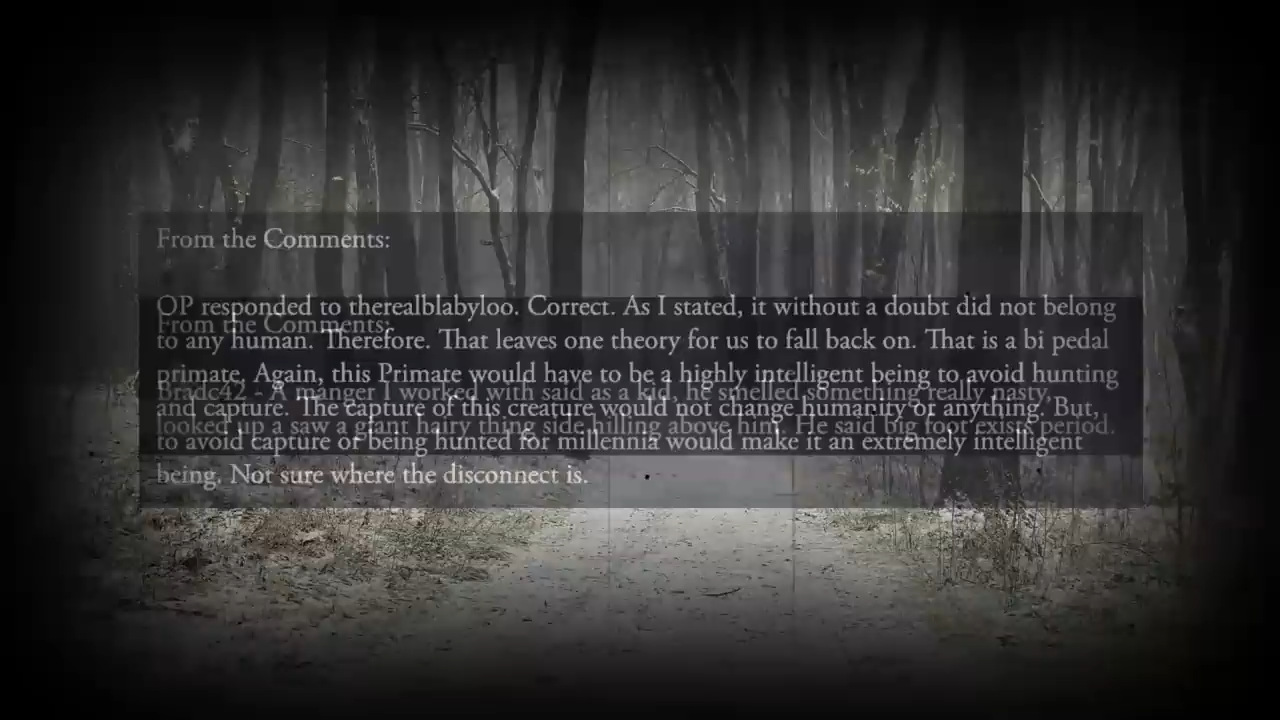 From the Comments:
OP responded to therealblabyloo. Correct. As I stated, it without a doubt did not belong
to any human. Therefore. That leaves one theory for us to fall back on. That is a bi pedal
primate. Again, this Primate would have to be a highly intelligent being to avoid hunting
and capture. The capture of this creature would not change humanity or anything. But,
to avoid capture or being hunted for millennia would make it an extremely intelligent
being. Not sure where the disconnect is.
From the Comments:
Bradc42 - A manger I worked with said as a kid, he smelled something really nasty,
looked up a saw a giant hairy thing side hilling above him. He said big foot exists period.